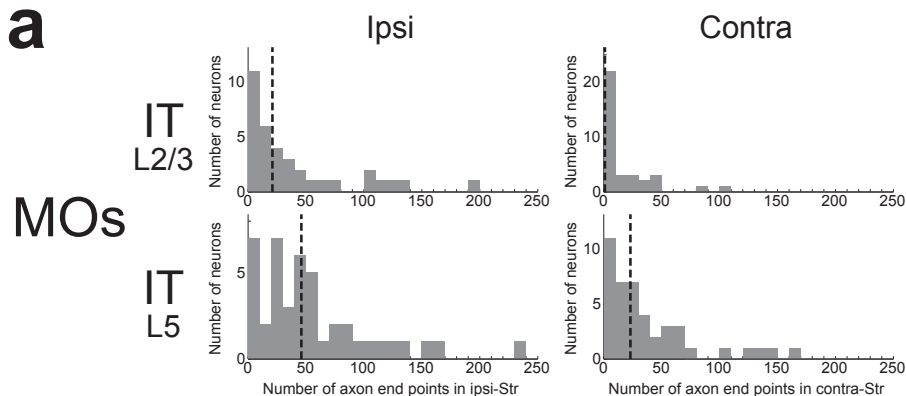 a
Ipsi
Contra
MOs
IT
L2/3
Number of neurons
10
5
0
0
50
100
150
200
250
Number of neurons
20
10
0
0
50
100
150
200
250
IT
L5
Number of neurons
5
0
0
50
100
150
200
250
Number of axon end points in ipsi-Str
Number of neurons
10
5
0
0
50
100
150
200
250
Number of axon end points in contra-Str